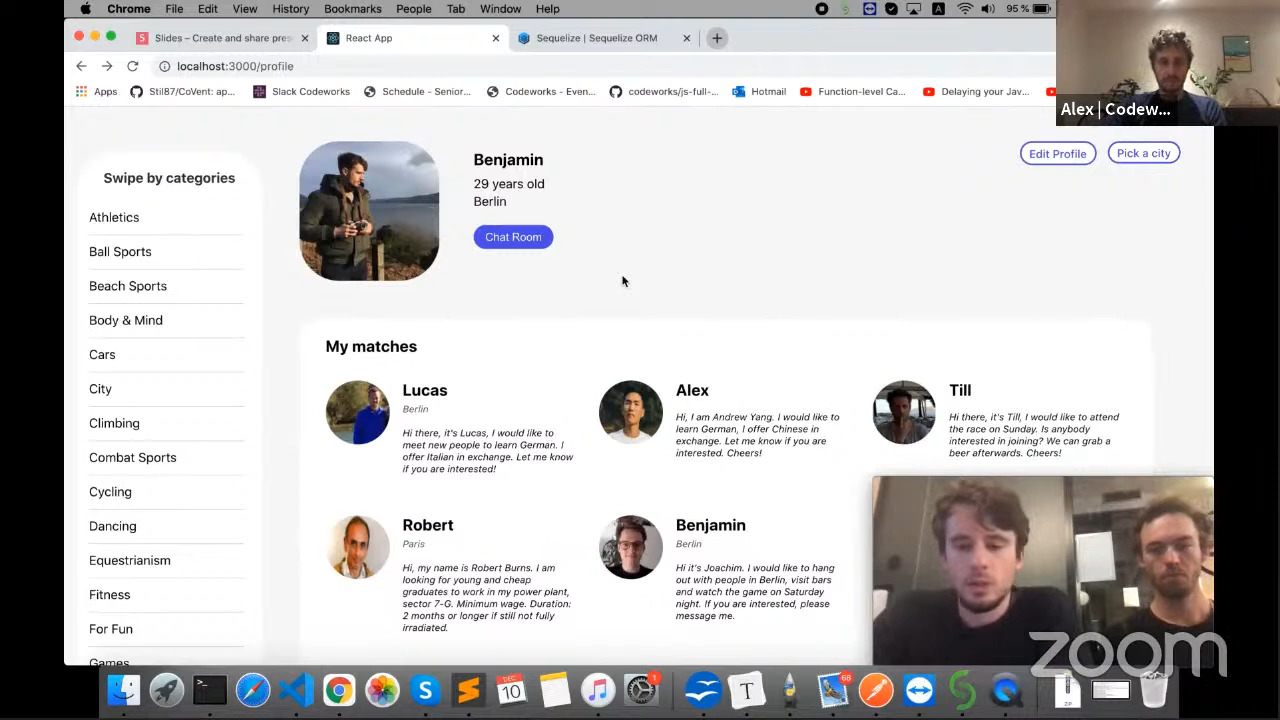 Chrome File Edit View History Bookmarks People Tab Window Help
A 95 %
S Slides – Create and share pres
React App
Sequelize | Sequelize ORM
localhost:3000/profile
Apps
Stil87/CoVent: ap...
Slack Codeworks
Schedule - Senior...
Codeworks - Even...
codeworks/js-full-...
Hotmail
Function-level Ca...
Delaying your Jav...
Alex | Codew...
Swipe by categories
Athletics
Ball Sports
Beach Sports
Body & Mind
Cars
City
Climbing
Combat Sports
Cycling
Dancing
Equestrianism
Fitness
For Fun
Games
Benjamin
29 years old
Berlin
Chat Room
Edit Profile
Pick a city
My matches
Lucas
Berlin
Hi there, it's Lucas, I would like to
meet new people to learn German. I
offer Italian in exchange. Let me know
if you are interested!
Alex
Hi, I am Andrew Yang. I would like to
learn German, I offer Chinese in
exchange. Let me know if you are
interested. Cheers!
Till
Hi there, it's Till, I would like to attend
the race on Sunday. Is anybody
interested in joining? We can grab a
beer afterwards. Cheers!
Robert
Paris
Hi, my name is Robert Burns. I am
looking for young and cheap
graduates to work in my power plant,
sector 7-G. Minimum wage. Duration:
2 months or longer if still not fully
irradiated.
Benjamin
Berlin
Hi it's Joachim. I would like to hang
out with people in Berlin, visit bars
and watch the game on Saturday
night. If you are interested, please
message me.
zoom
DEC
10
1
T
68
ZIP